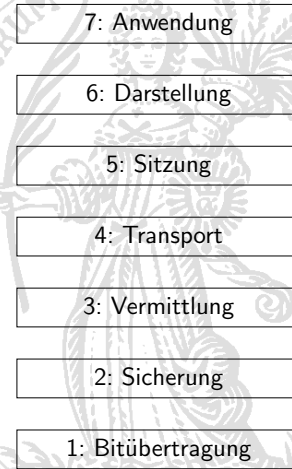 7: Anwendung
6: Darstellung
5: Sitzung
4: Transport
3: Vermittlung
2: Sicherung
1: Bitübertragung